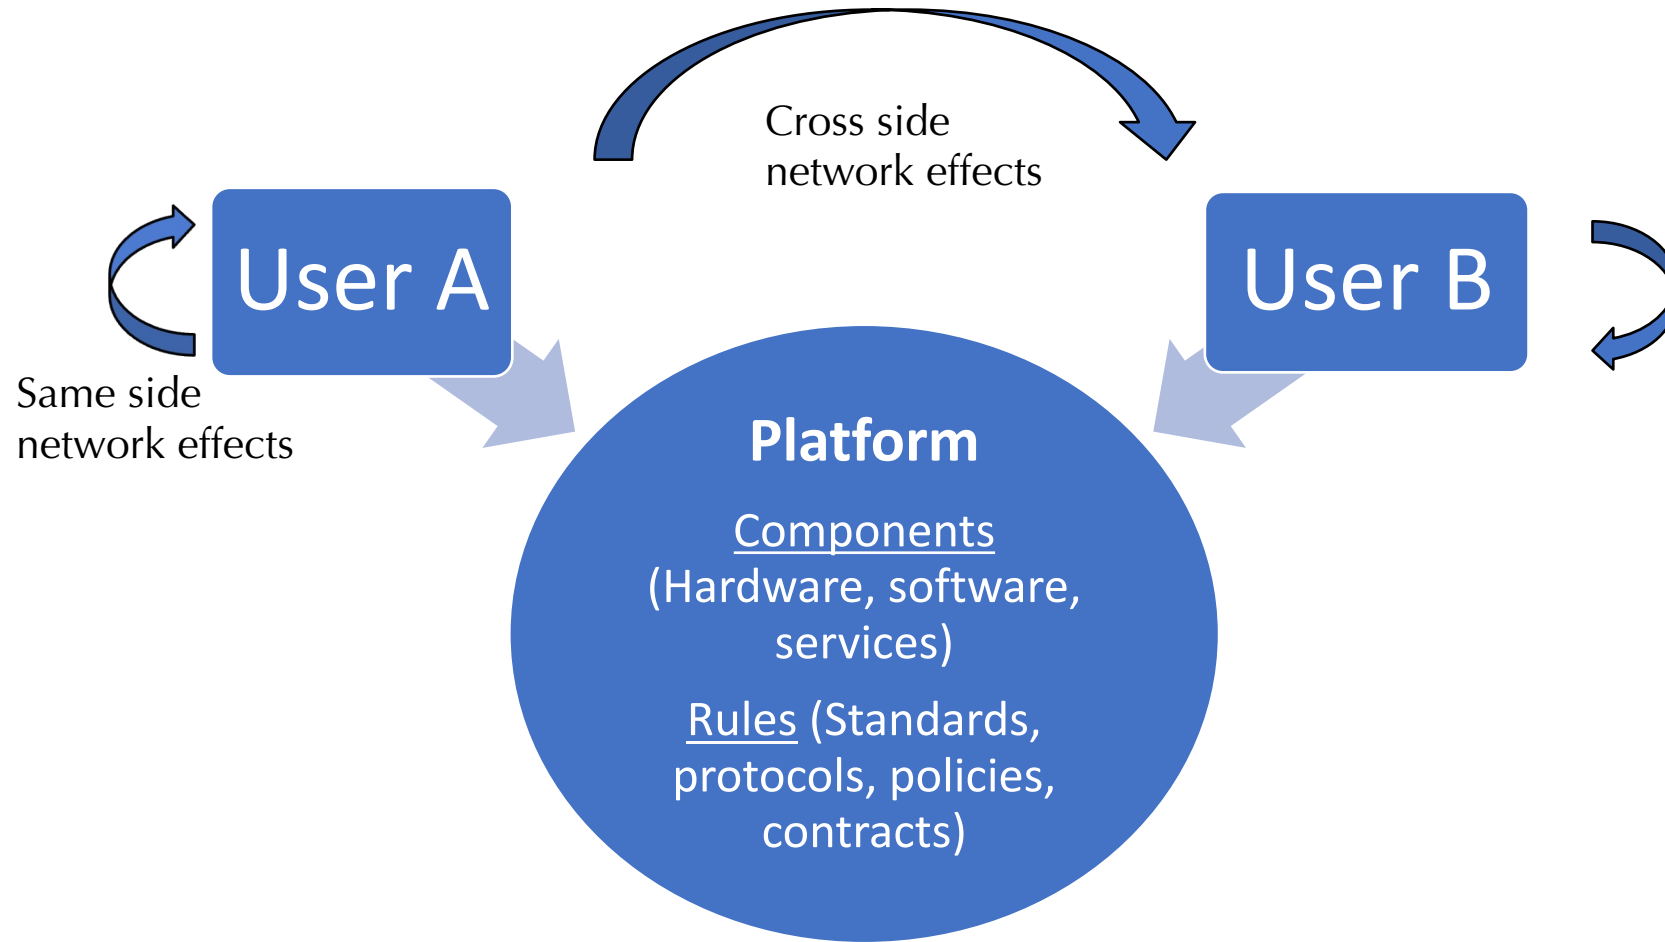 Cross side
network effects
User A
User B
Same side
network effects
Platform
Components
(Hardware, software,
services)
Rules (Standards,
protocols, policies,
contracts)